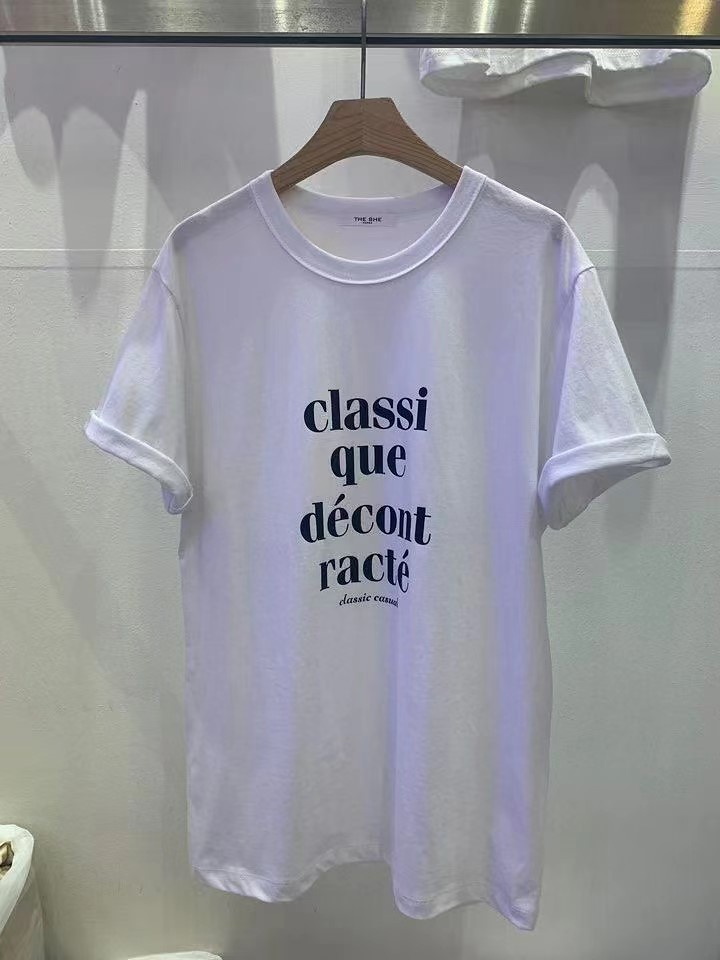 THE SHE
classi
que
décont
racté
classic casual